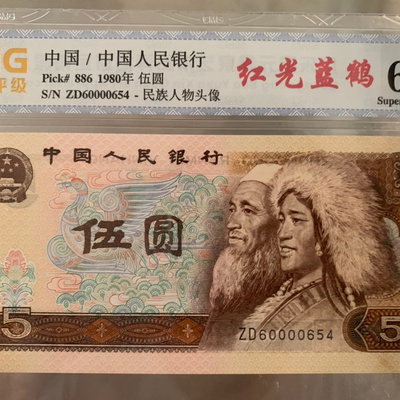 G
评级
中国 / 中国人民银行
Pick# 886 1980年 伍圆
S/N ZD60000654 - 民族人物头像
红光蓝鹤
6
Super
中国人民银行
伍圆
ZD60000654
5
5